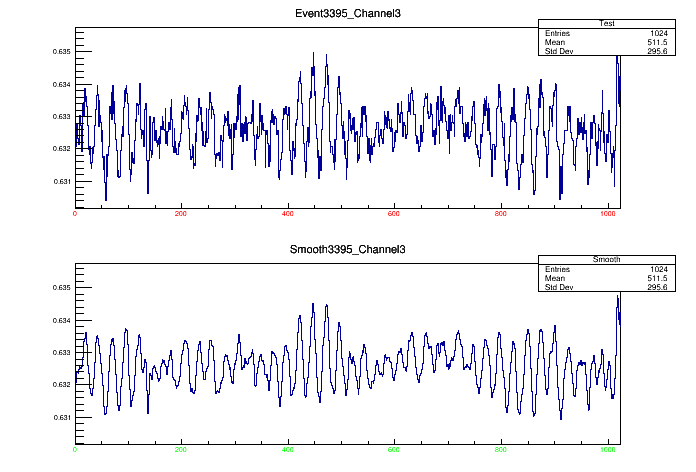 Event3395_Channel3
Test
Entries 1024
Mean 511.5
Std Dev 295.6
0.635
0.634
0.633
0.632
0.631
0 200 400 600 800 1000
Smooth3395_Channel3
Smooth
Entries 1024
Mean 511.5
Std Dev 295.6
0.635
0.634
0.633
0.632
0.631
0 200 400 600 800 1000